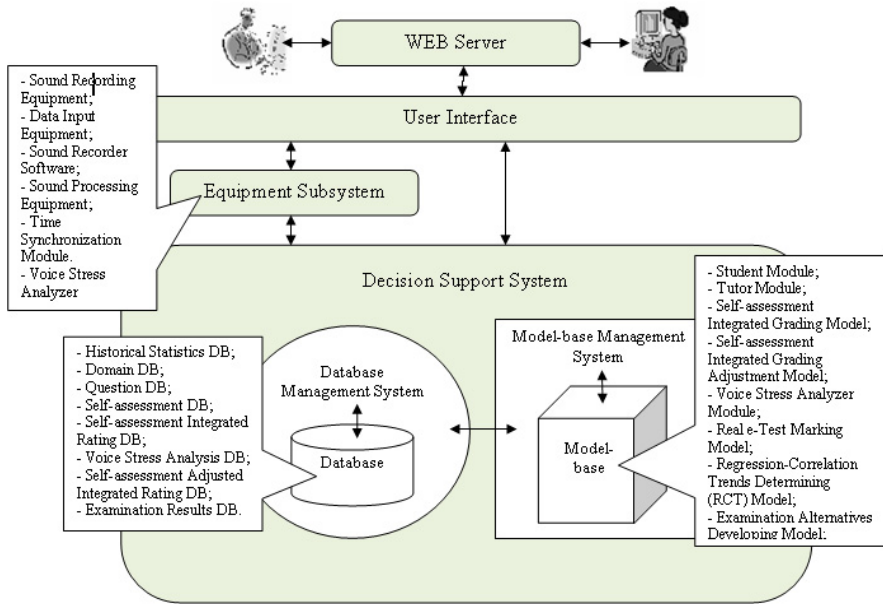 WEB Server
User Interface
- Sound Recording
Equipment;
- Data Input
Equipment;
- Sound Recorder
Software;
- Sound Processing
Equipment;
- Time
Synchronization
Module.
- Voice Stress
Analyzer
Equipment Subsystem
Decision Support System
- Historical Statistics DB;
- Domain DB;
- Question DB;
- Self-assessment DB;
- Self-assessment Integrated
Rating DB;
- Voice Stress Analysis DB;
- Self-assessment Adjusted
Integrated Rating DB;
- Examination Results DB.
Database
Management System
Database
Model-base Management
System
Model-
base
- Student Module;
- Tutor Module;
- Self-assessment
Integrated Grading Model;
- Self-assessment
Integrated Grading
Adjustment Model;
- Voice Stress Analyzer
Module;
- Real e-Test Marking
Model;
- Regression-Correlation
Trends Determining
(RCT) Model;
- Examination Alternatives
Developing Model;